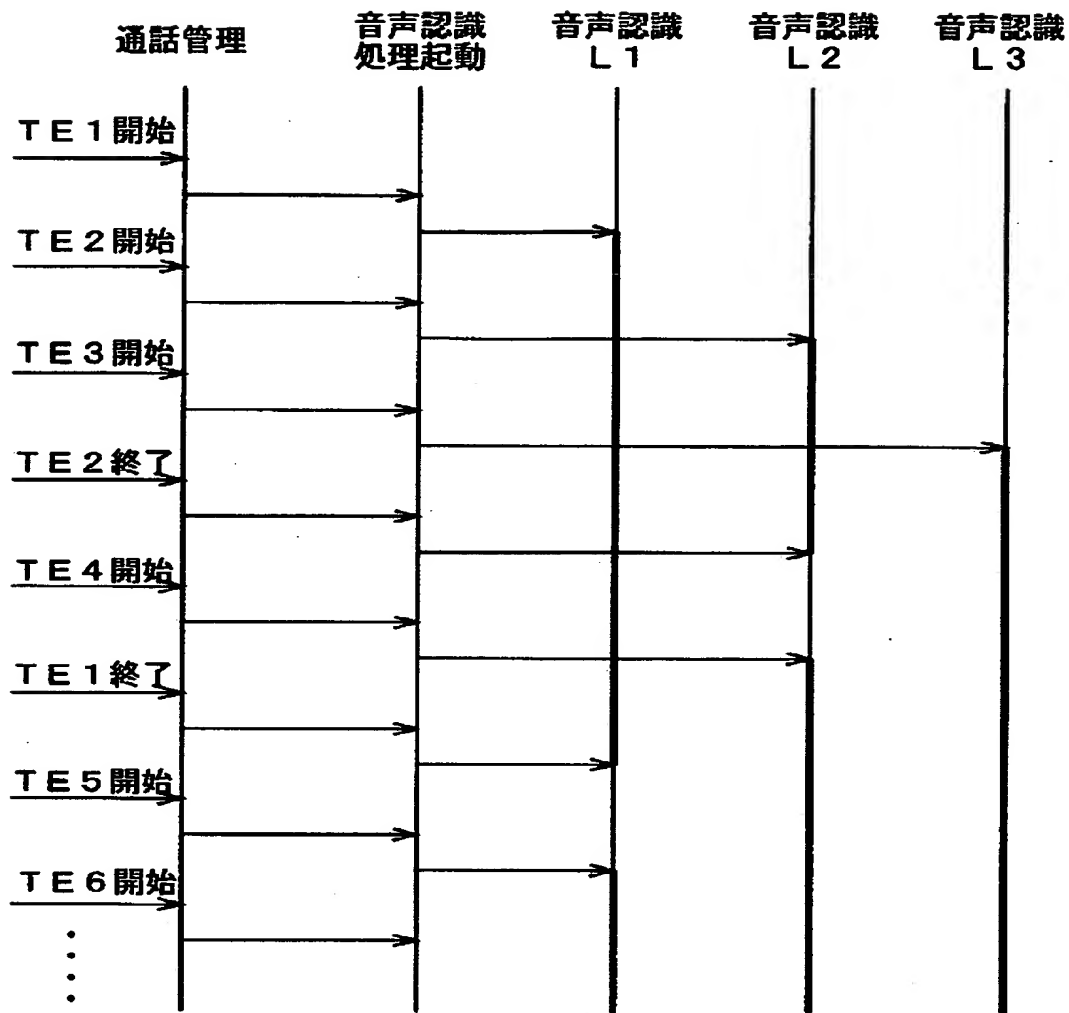 通話管理
音声認識
処理起動
音声認識
L1
音声認識
L2
音声認識
L3
TE1開始
TE2開始
TE3開始
TE2終了
TE4開始
TE1終了
TE5開始
TE6開始